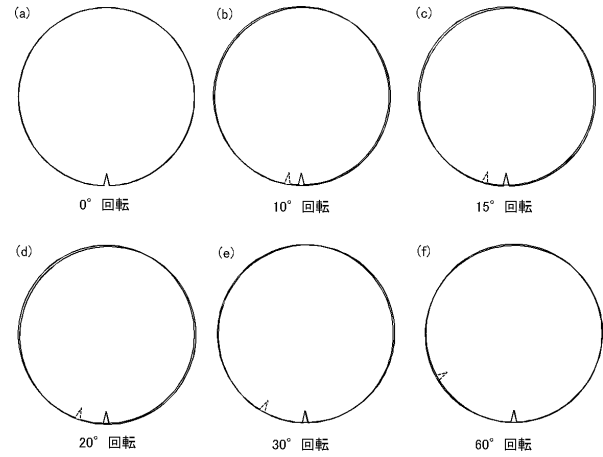 (a)
(b)
(c)
0° 回転
10° 回転
15° 回転
(d)
(e)
(f)
20° 回転
30° 回転
60° 回転